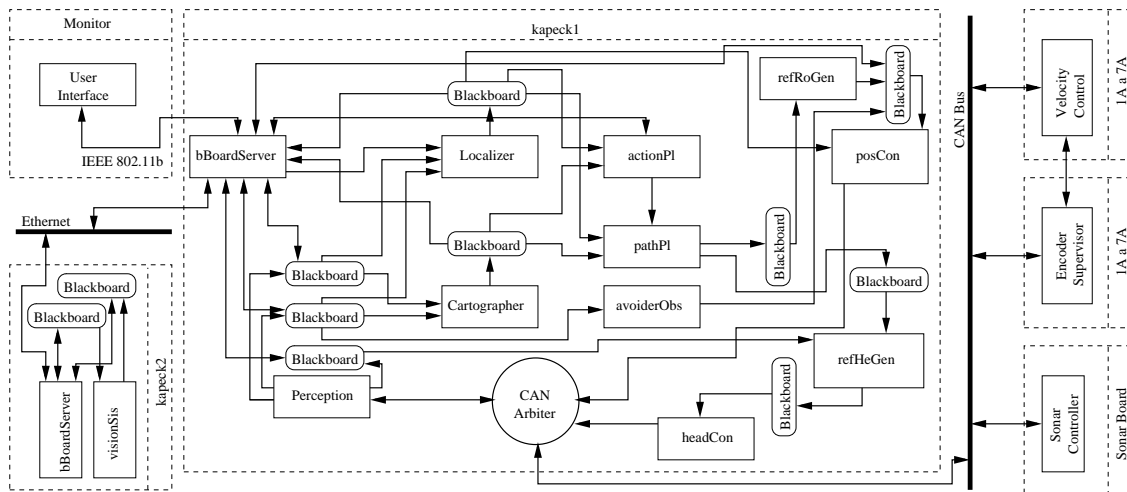 Monitor
User
Interface
IEEE 802.11b
Ethernet
kapeck2
Blackboard
Blackboard
bBoardServer
visionSis
kapeck1
bBoardServer
Blackboard
Localizer
actionPl
refRoGen
Blackboard
posCon
Blackboard
pathPl
Blackboard
Blackboard
Cartographer
avoiderObs
Blackboard
Blackboard
Blackboard
Perception
CAN
Arbiter
refHeGen
Blackboard
headCon
CAN Bus
Velocity
Control
1A a 7A
Encoder
Supervisor
1A a 7A
Sonar
Controller
Sonar Board